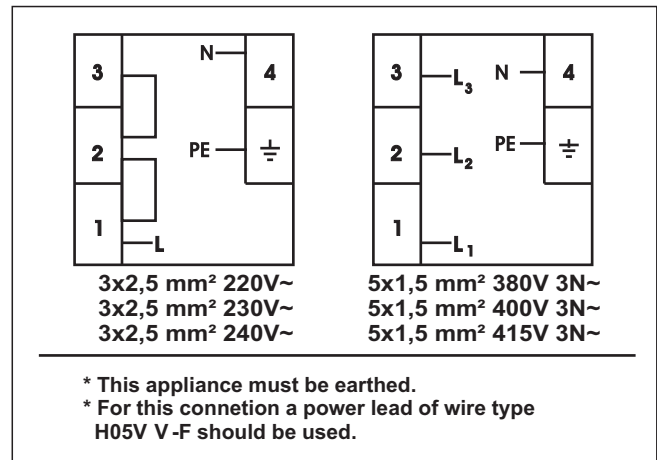 3
N
4
2
PE
1
L
3x2,5 mm² 220V~
3x2,5 mm² 230V~
3x2,5 mm² 240V~
3
L3
N
4
2
L2
PE
1
L1
5x1,5 mm² 380V 3N~
5x1,5 mm² 400V 3N~
5x1,5 mm² 415V 3N~
* This appliance must be earthed.
* For this connetion a power lead of wire type
H05V V -F should be used.